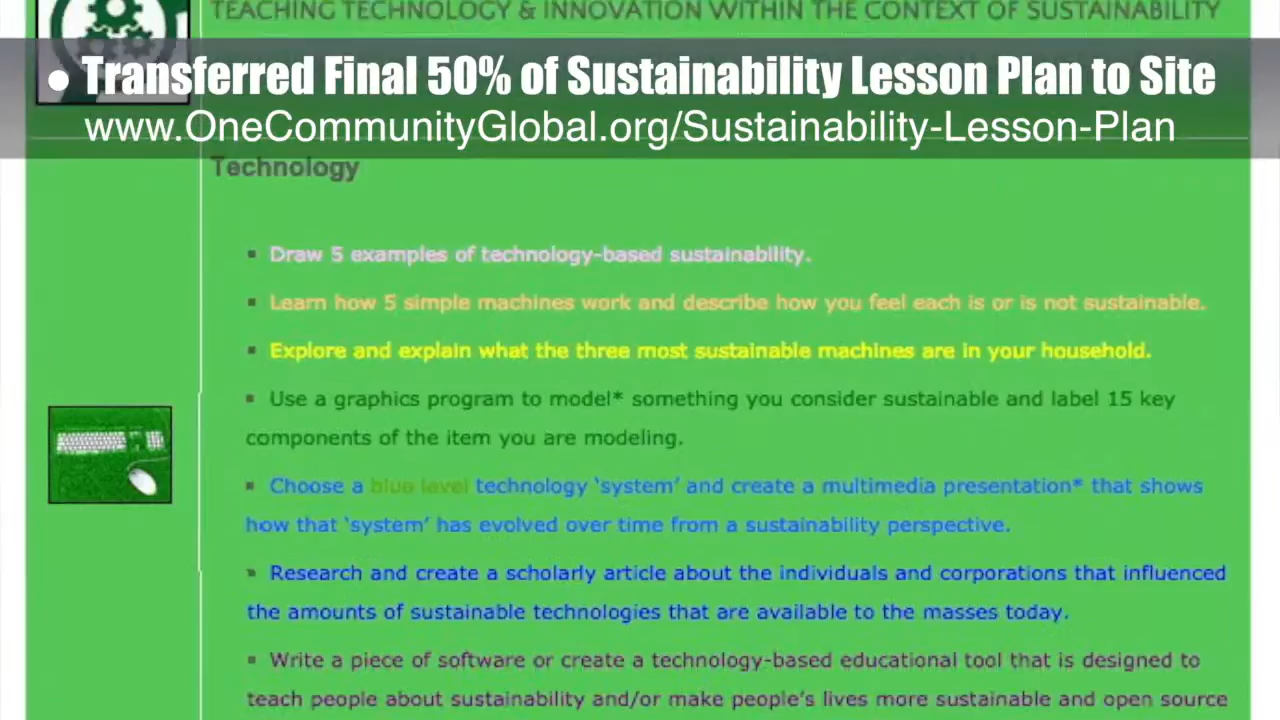 TEACHING TECHNOLOGY & INNOVATION WITHIN THE CONTEXT OF SUSTAINABILITY
• Transferred Final 50% of Sustainability Lesson Plan to Site
www.OneCommunityGlobal.org/Sustainability-Lesson-Plan
Technology
▪ Draw 5 examples of technology-based sustainability.
▪ Learn how 5 simple machines work and describe how you feel each is or is not sustainable.
▪ Explore and explain what the three most sustainable machines are in your household.
▪ Use a graphics program to model* something you consider sustainable and label 15 key
components of the item you are modeling.
▪ Choose a blue level technology ‘system’ and create a multimedia presentation* that shows
how that ‘system’ has evolved over time from a sustainability perspective.
▪ Research and create a scholarly article about the individuals and corporations that influenced
the amounts of sustainable technologies that are available to the masses today.
▪ Write a piece of software or create a technology-based educational tool that is designed to
teach people about sustainability and/or make people’s lives more sustainable and open source